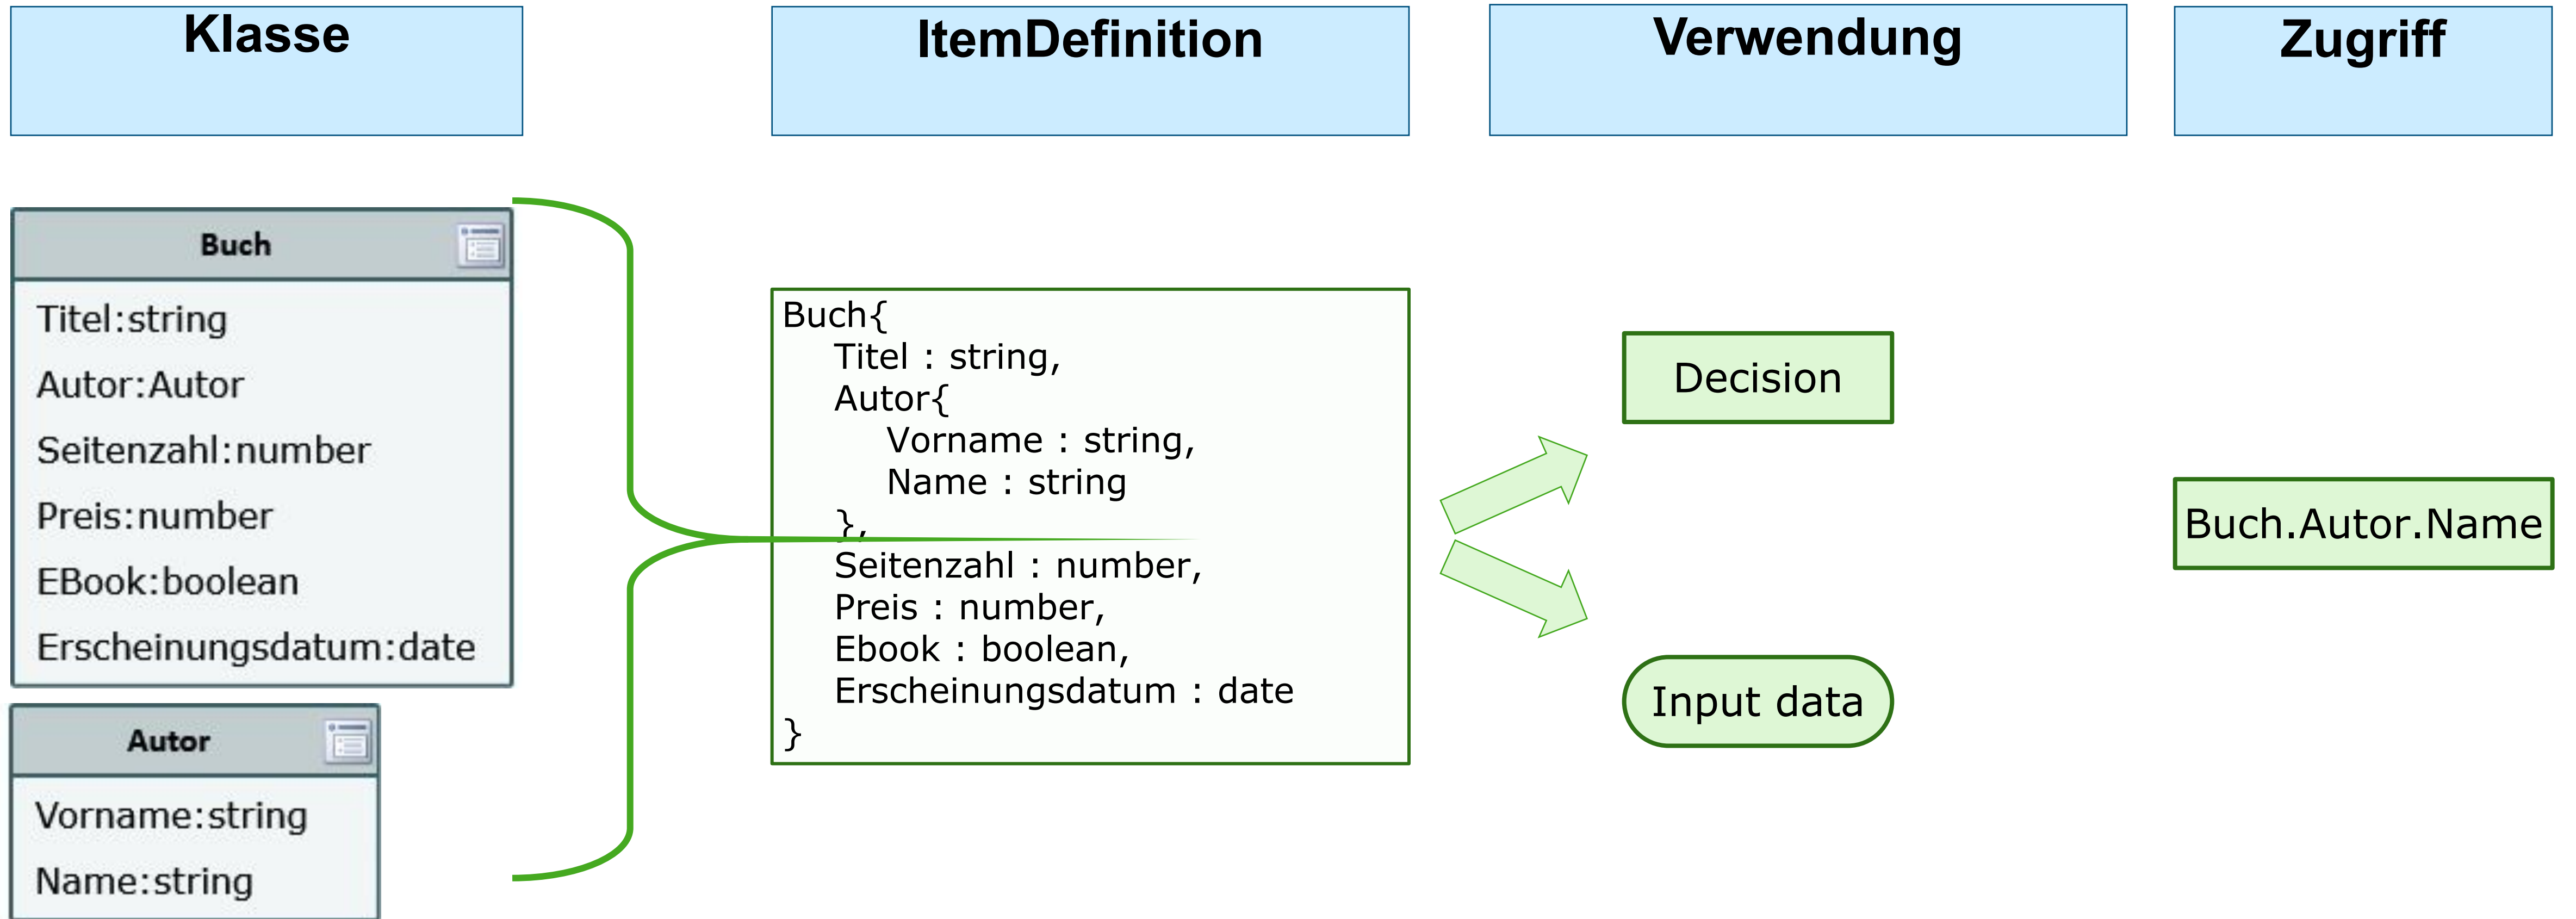 Klasse
ItemDefinition
Verwendung
Zugriff
Buch
Titel:string
Autor:Autor
Seitenzahl:number
Preis:number
EBook:boolean
Erscheinungsdatum:date
Autor
Vorname:string
Name:string
Buch{
Titel : string,
Autor{
Vorname : string,
Name : string
},
Seitenzahl : number,
Preis : number,
Ebook : boolean,
Erscheinungsdatum : date
}
Decision
Input data
Buch.Autor.Name